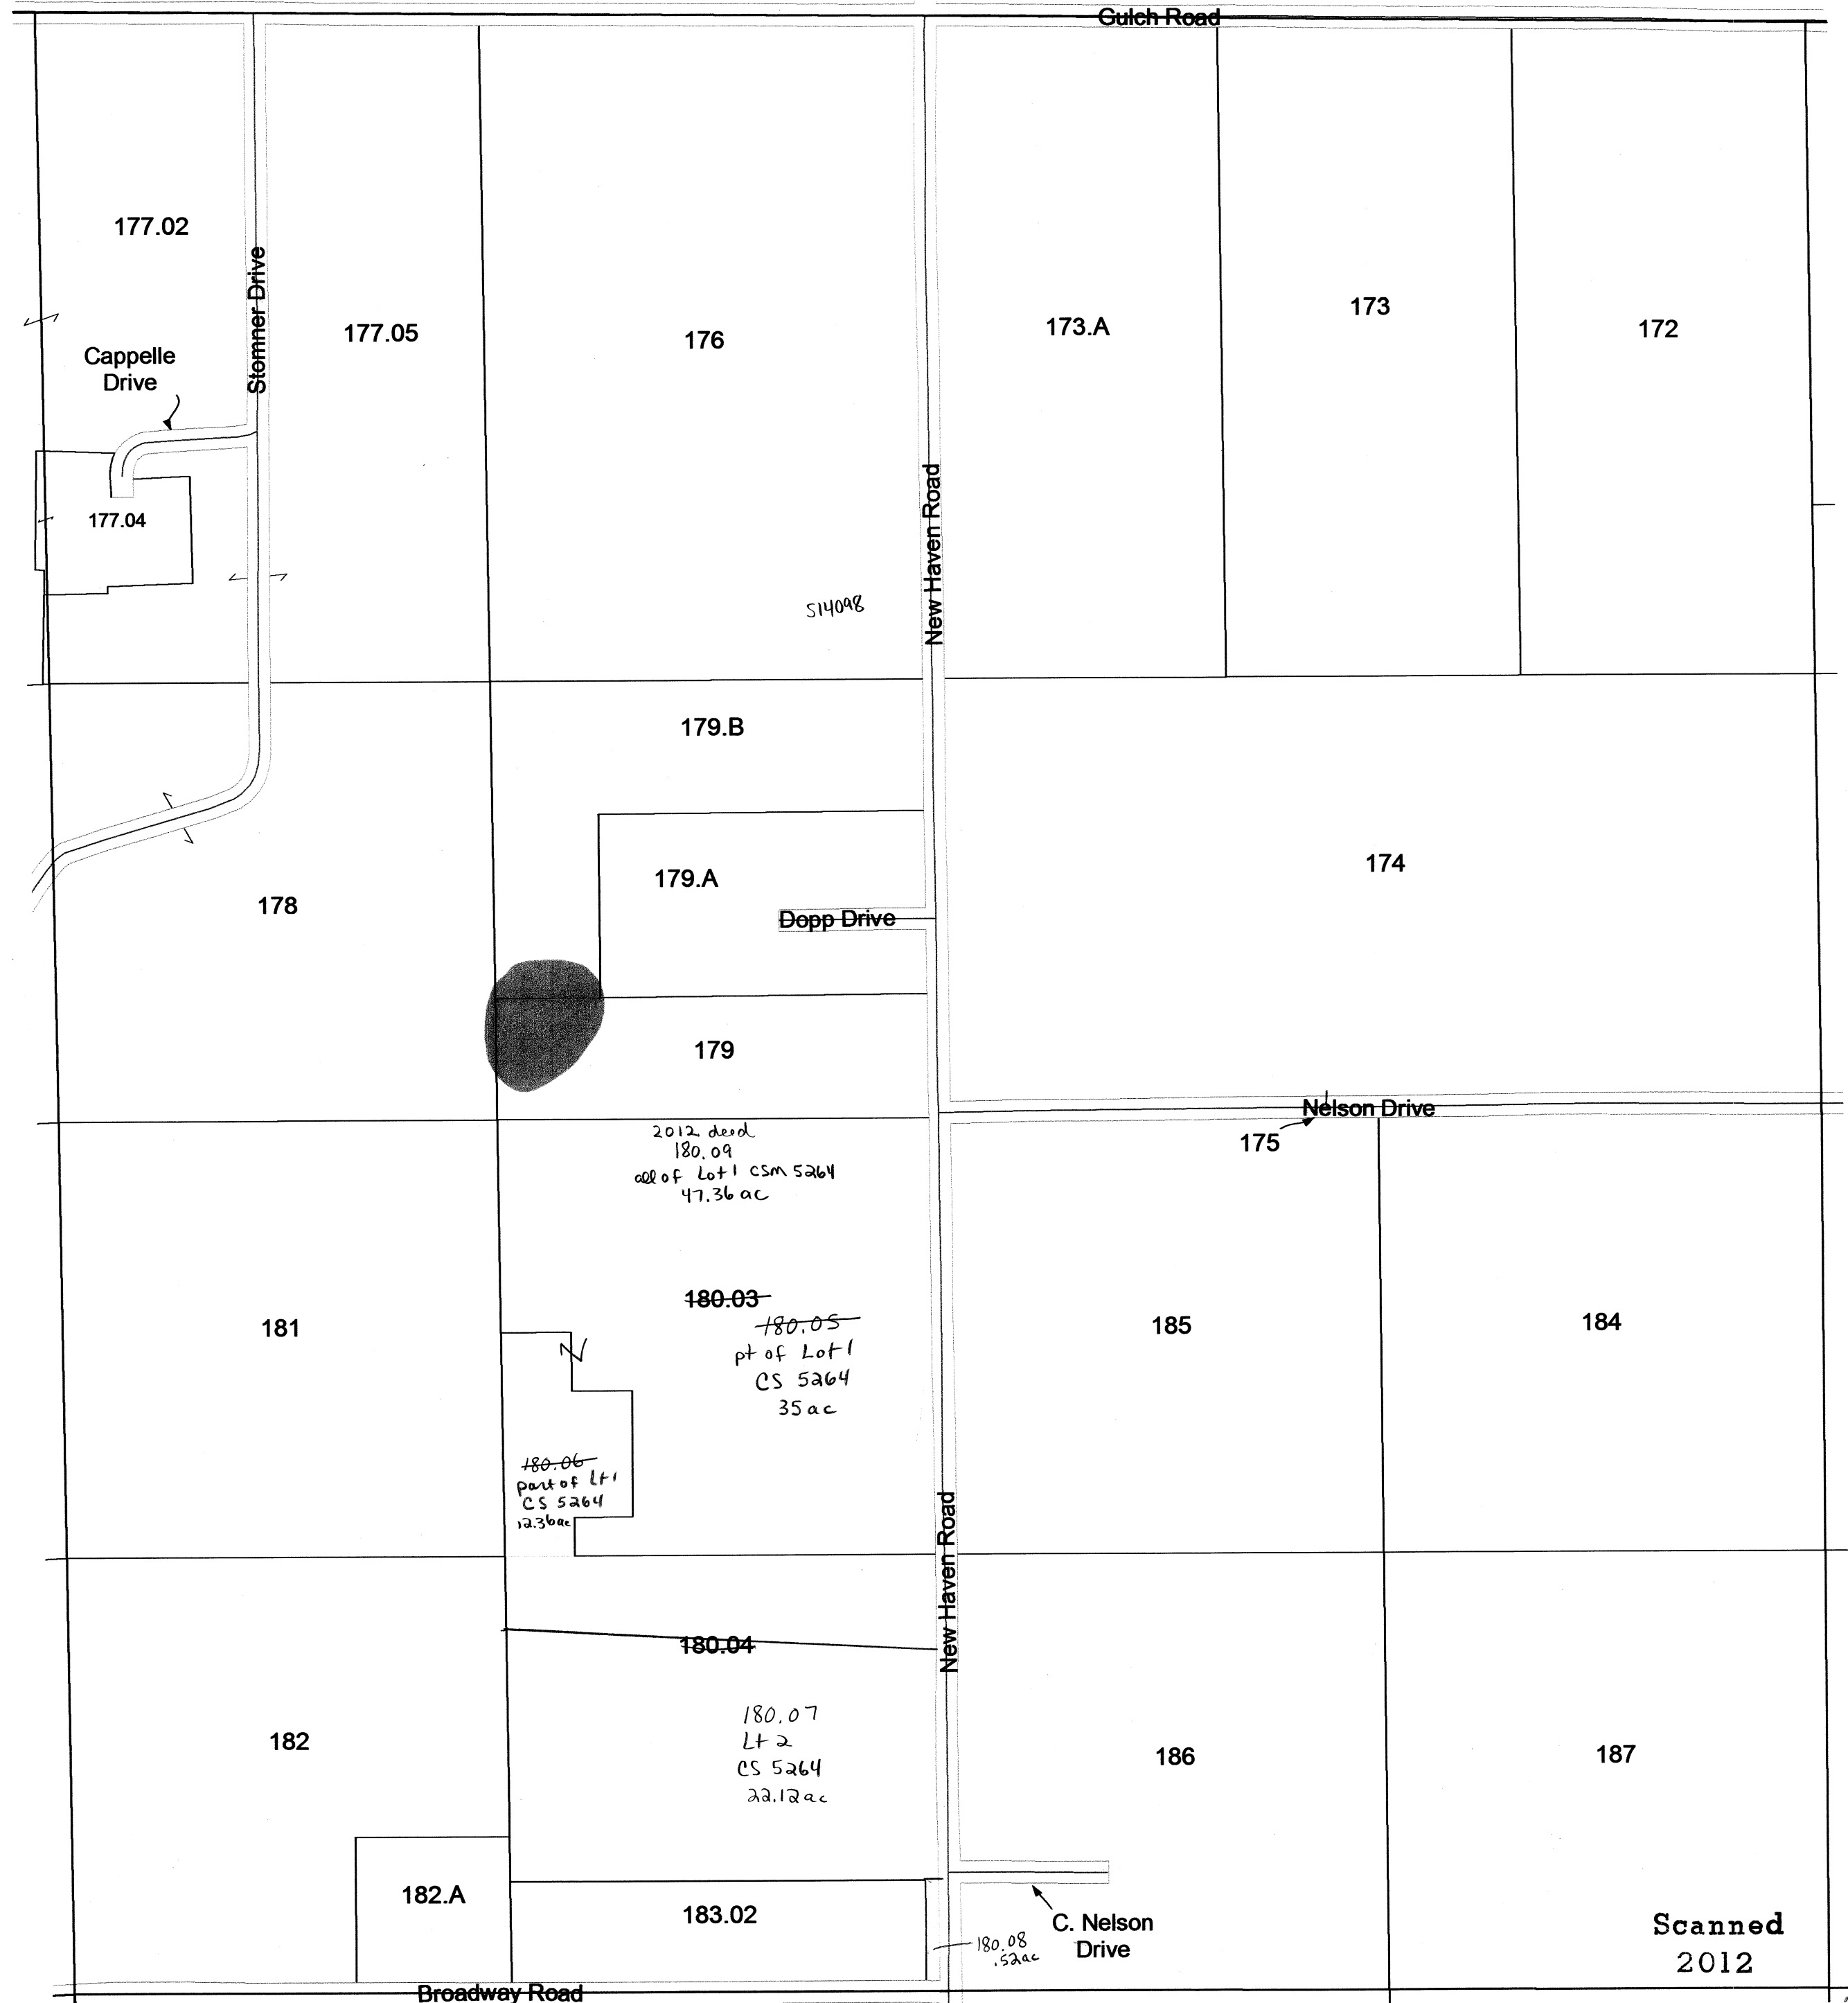 Gulch Road
177.02
Stomner Drive
177.05
176
173.A
173
172
Cappelle
Drive
177.04
New Haven Road
S14098
179.B
179.A
174
178
Dopp Drive
179
Nelson Drive
175
2012 deed
180.09
all of Lot 1 CSM 5264
47.36 ac
180.03
180.05
pt of Lot 1
CS 5264
35 ac
181
185
184
180.06
part of Lt 1
CS 5264
12.36 ac
New Haven Road
180.04
180.07
Lt 2
CS 5264
22.12 ac
182
186
187
182.A
183.02
C. Nelson
Drive
180.08
.52 ac
Scanned
2012
Broadway Road